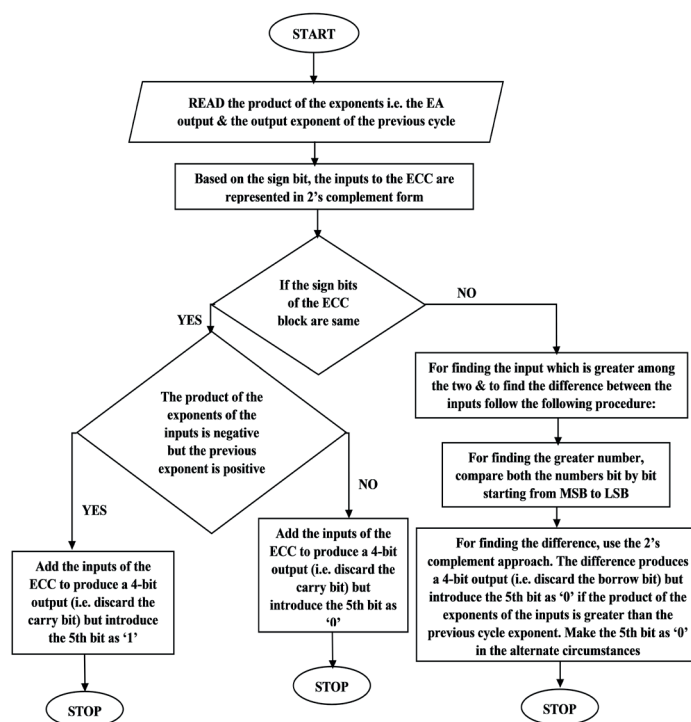 START
READ the product of the exponents i.e. the EA
output & the output exponent of the previous cycle
Based on the sign bit, the inputs to the ECC are
represented in 2's complement form
If the sign bits
of the ECC
block are same
YES
NO
The product of the
exponents of the
inputs is negative
but the previous
exponent is positive
YES
NO
Add the inputs of the
ECC to produce a 4-bit
output (i.e. discard the
carry bit) but introduce
the 5th bit as '1'
STOP
Add the inputs of the
ECC to produce a 4-bit
output (i.e. discard the
carry bit) but
introduce the 5th bit as
'0'
STOP
For finding the input which is greater among
the two & to find the difference between the
inputs follow the following procedure:
For finding the greater number,
compare both the numbers bit by bit
starting from MSB to LSB
For finding the difference, use the 2's
complement approach. The difference produces
a 4-bit output (i.e. discard the borrow bit) but
introduce the 5th bit as '0' if the product of the
exponents of the inputs is greater than the
previous cycle exponent. Make the 5th bit as '0'
in the alternate circumstances
STOP